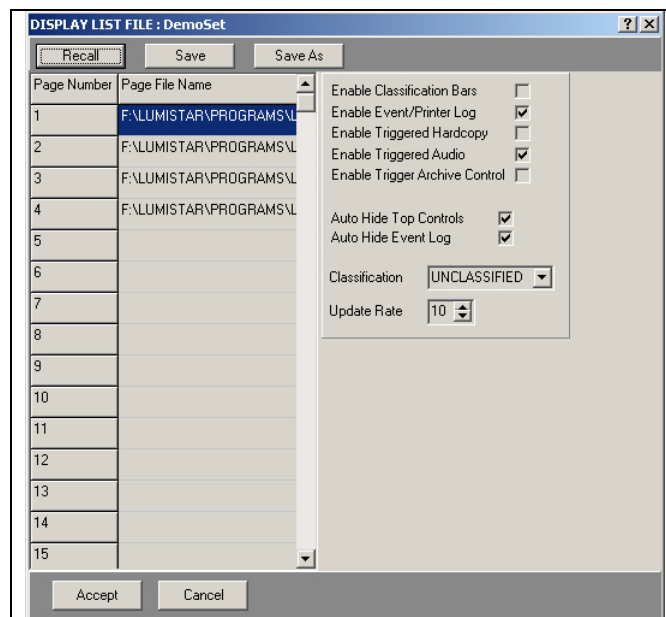 DISPLAY LIST FILE : DemoSet
Recall Save Save As
Page Number Page File Name
1 F:\LUMISTAR\PROGRAMS\L
2 F:\LUMISTAR\PROGRAMS\L
3 F:\LUMISTAR\PROGRAMS\L
4 F:\LUMISTAR\PROGRAMS\L
5
6
7
8
9
10
11
12
13
14
15
Enable Classification Bars
Enable Event/Printer Log
Enable Triggered Hardcopy
Enable Triggered Audio
Enable Trigger Archive Control
Auto Hide Top Controls
Auto Hide Event Log
Classification UNCLASSIFIED
Update Rate 10
Accept Cancel